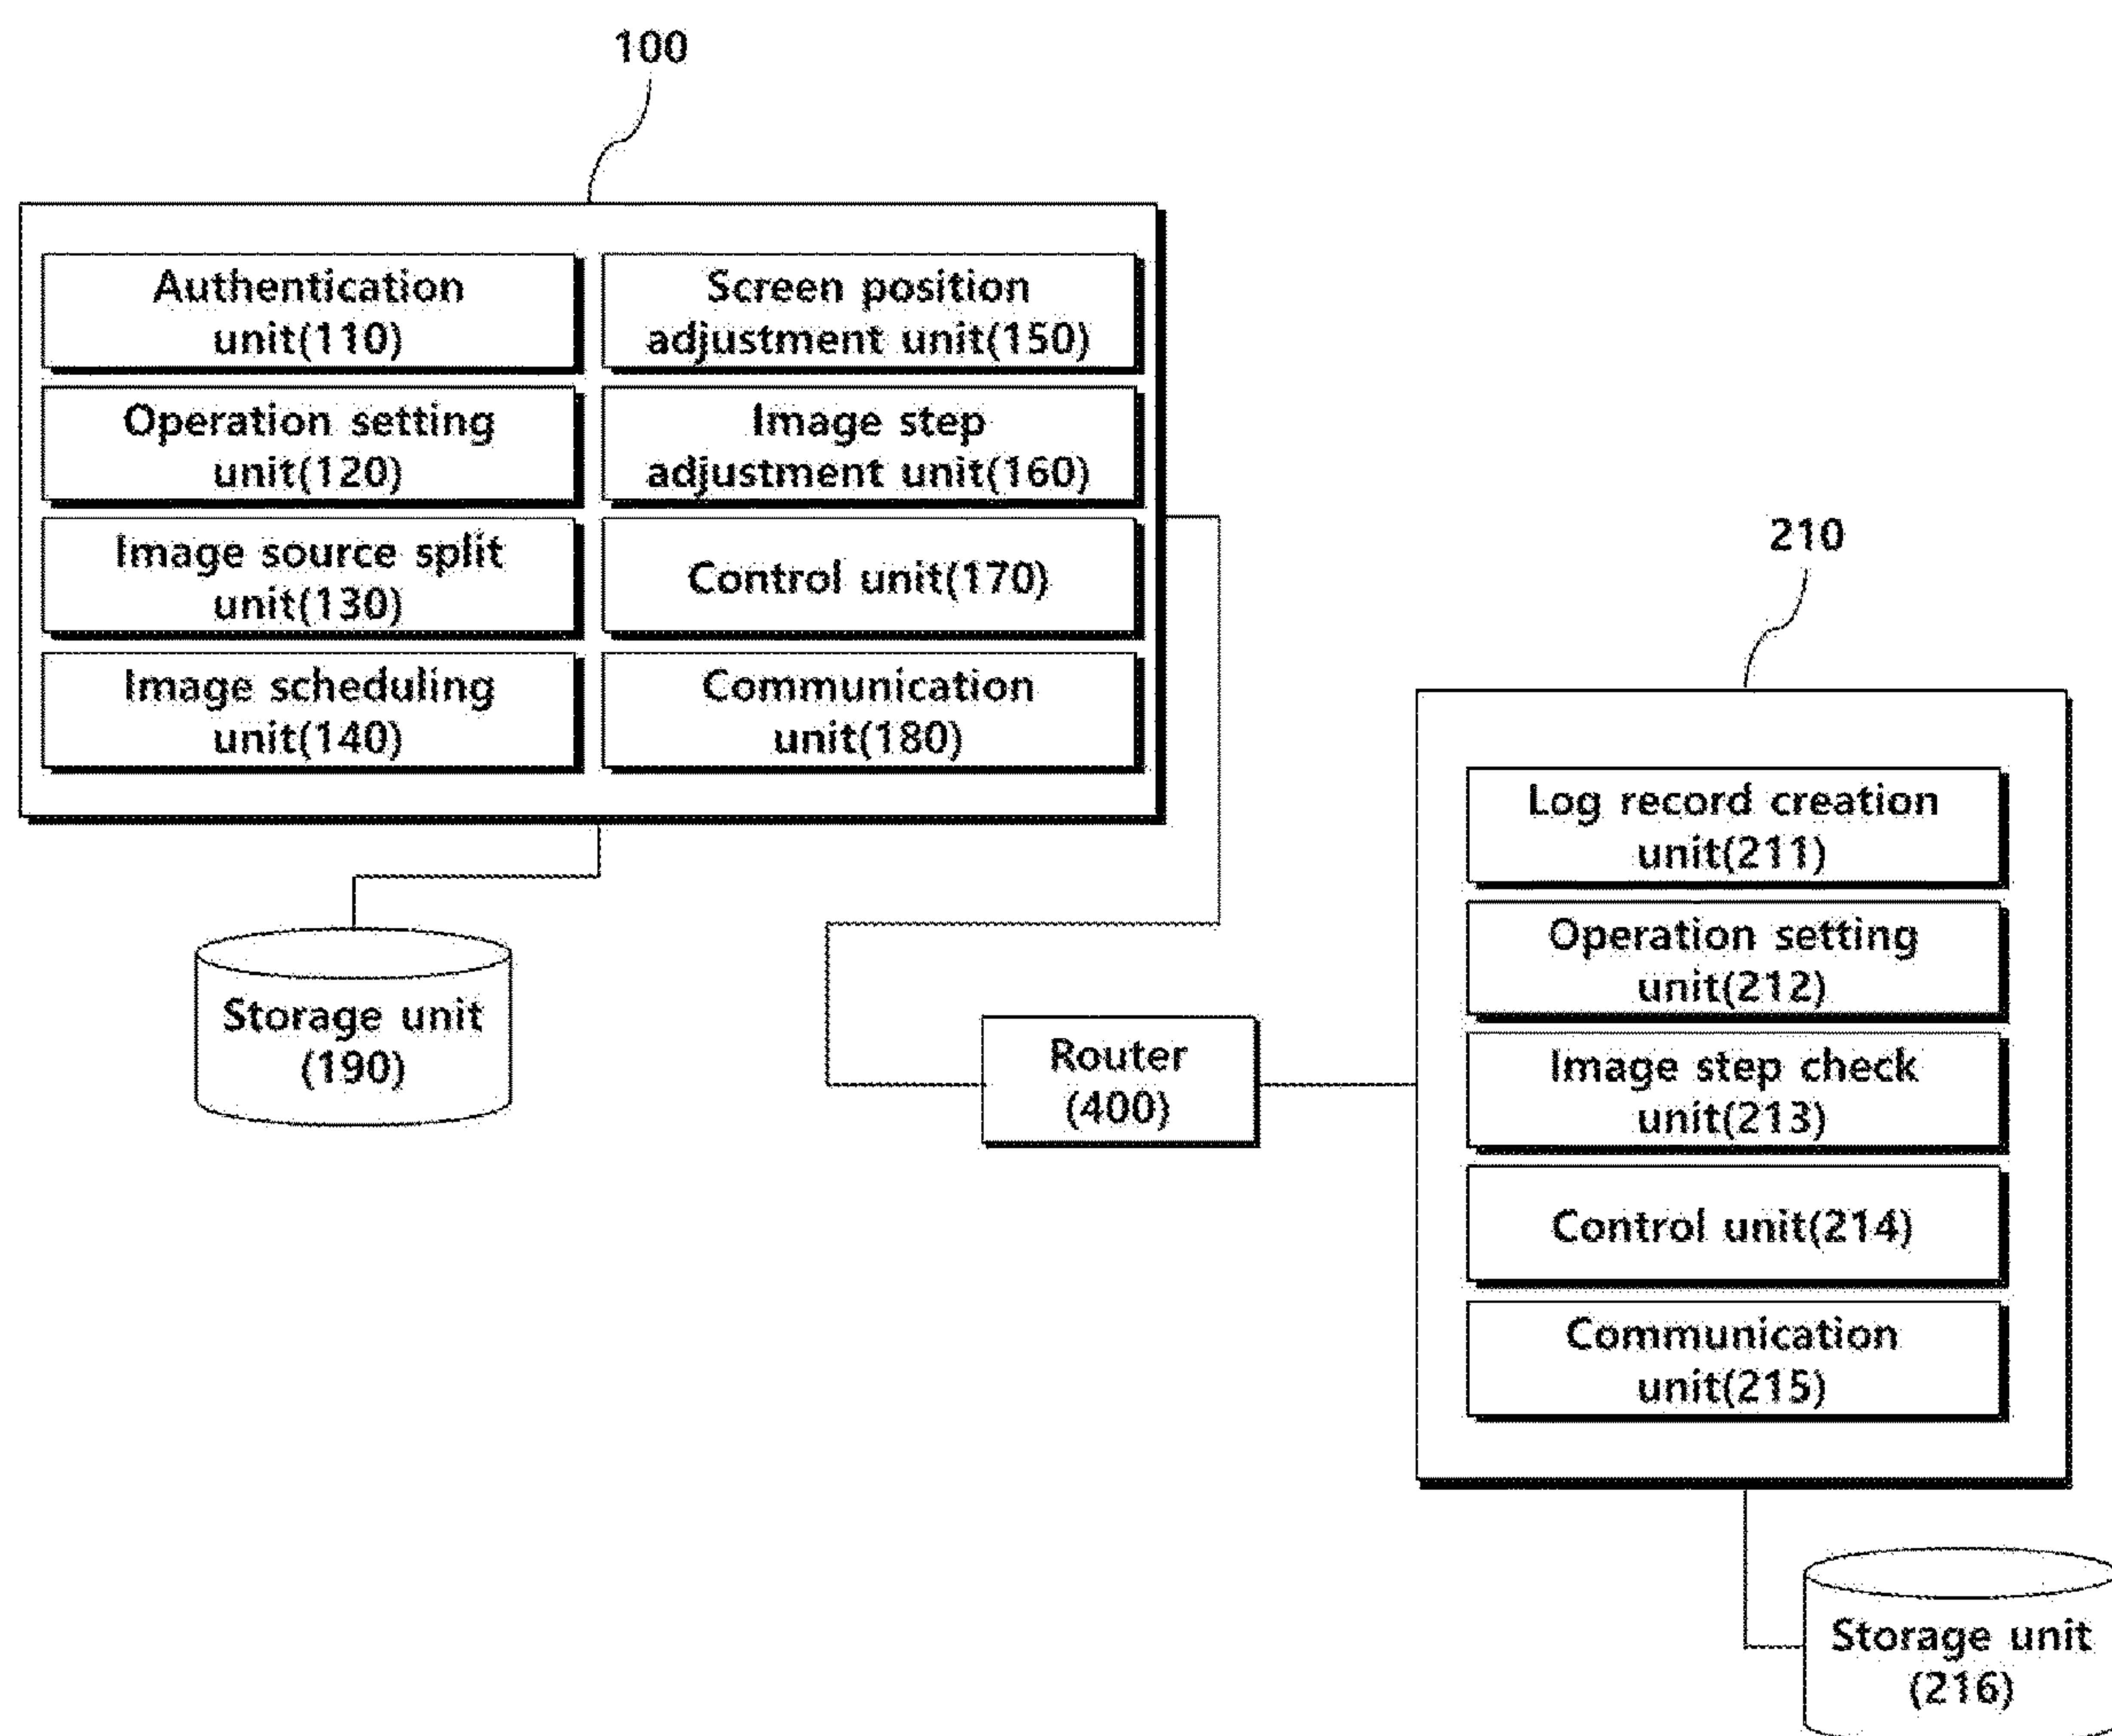 100
Authentication
unit(110)
Screen position
adjustment unit(150)
Operation setting
unit(120)
Image step
adjustment unit(160)
Image source split
unit(130)
Control unit(170)
Image scheduling
unit(140)
Communication
unit(180)
Storage unit
(190)
Router
(400)
210
Log record creation
unit(211)
Operation setting
unit(212)
Image step check
unit(213)
Control unit(214)
Communication
unit(215)
Storage unit
(216)